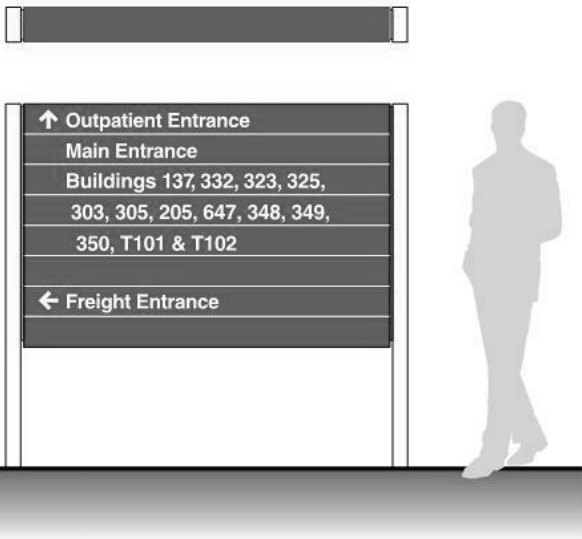 ↑ Outpatient Entrance
Main Entrance
Buildings 137, 332, 323, 325,
303, 305, 205, 647, 348, 349,
350, T101 & T102
← Freight Entrance